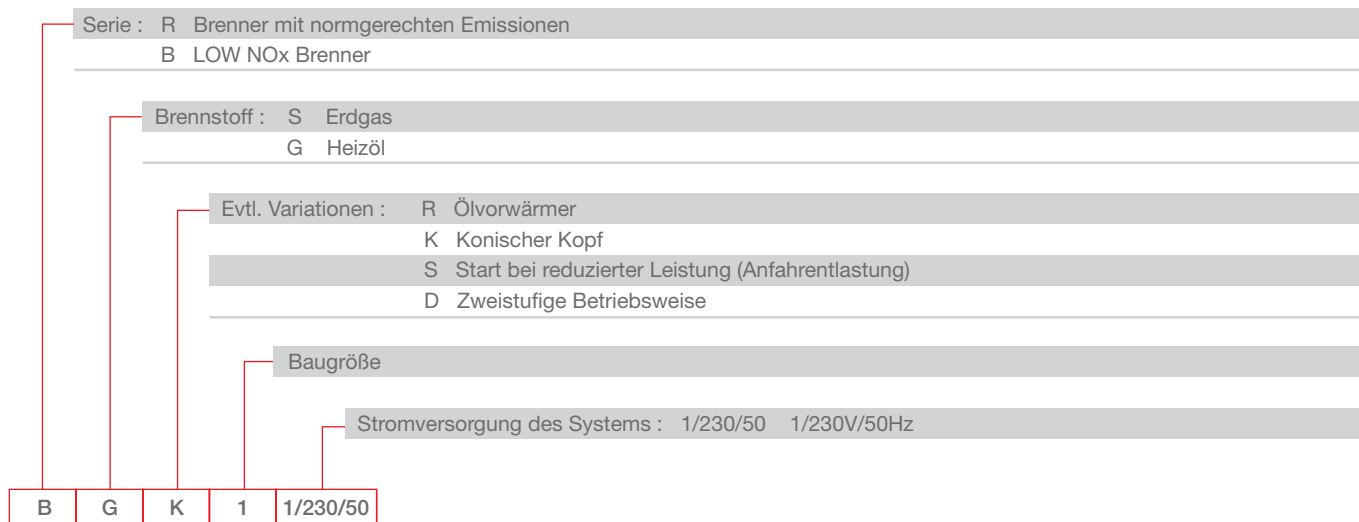 Serie : R Brenner mit normgerechten Emissionen
B LOW NOx Brenner
Brennstoff : S Erdgas
G Heizöl
Evtl. Variationen : R Ölvorwärmer
K Konischer Kopf
S Start bei reduzierter Leistung (Anfahrentlastung)
D Zweistufige Betriebsweise
Baugröße
Stromversorgung des Systems : 1/230/50 1/230V/50Hz
B G K 1 1/230/50